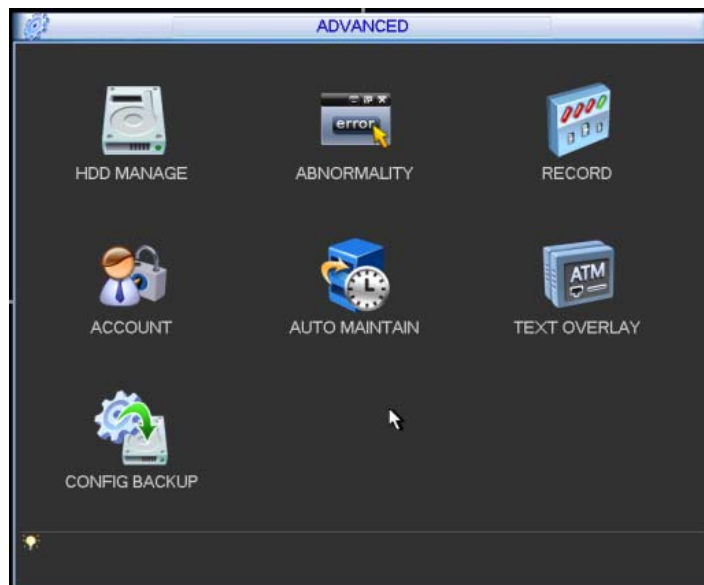 ADVANCED
error
HDD MANAGE
ABNORMALITY
RECORD
ATM
ACCOUNT
AUTO MAINTAIN
TEXT OVERLAY
CONFIG BACKUP